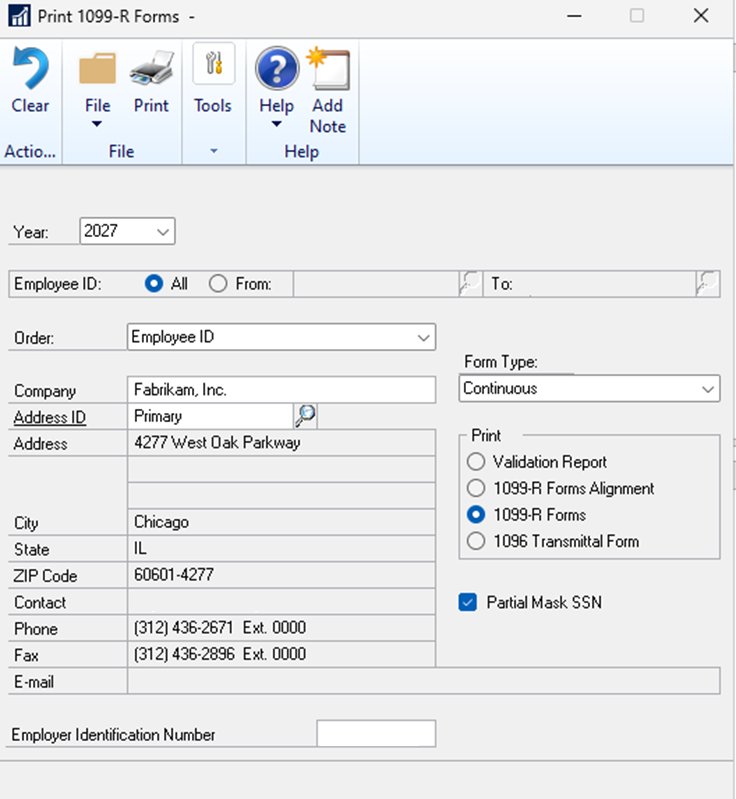 Print 1099-R Forms -
Clear File Print Tools Help Add Note
Actio... File Help
Year: 2027
Employee ID: All From: To:
Order: Employee ID
Form Type:
Continuous
Company Fabrikam, Inc.
Address ID Primary
Address 4277 West Oak Parkway
City Chicago
State IL
ZIP Code 60601-4277
Contact
Phone (312) 436-2671 Ext. 0000
Fax (312) 436-2896 Ext. 0000
E-mail
Print
Validation Report
1099-R Forms Alignment
1099-R Forms
1096 Transmittal Form
Partial Mask SSN
Employer Identification Number